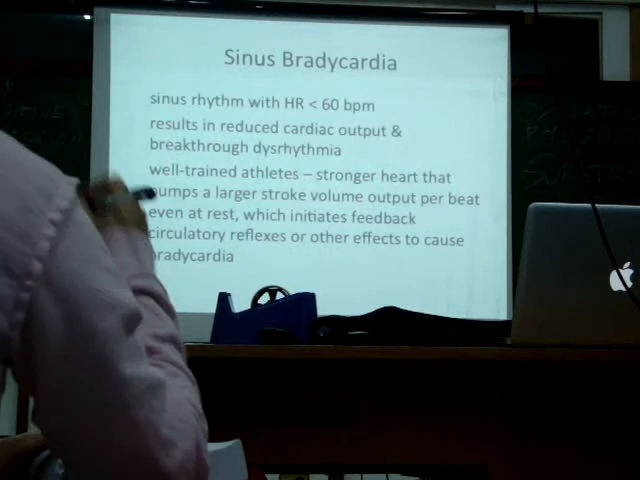 Sinus Bradycardia
sinus rhythm with HR < 60 bpm
results in reduced cardiac output &
breakthrough dysrhythmia
well-trained athletes – stronger heart that
pumps a larger stroke volume output per beat
even at rest, which initiates feedback
circulatory reflexes or other effects to cause
bradycardia